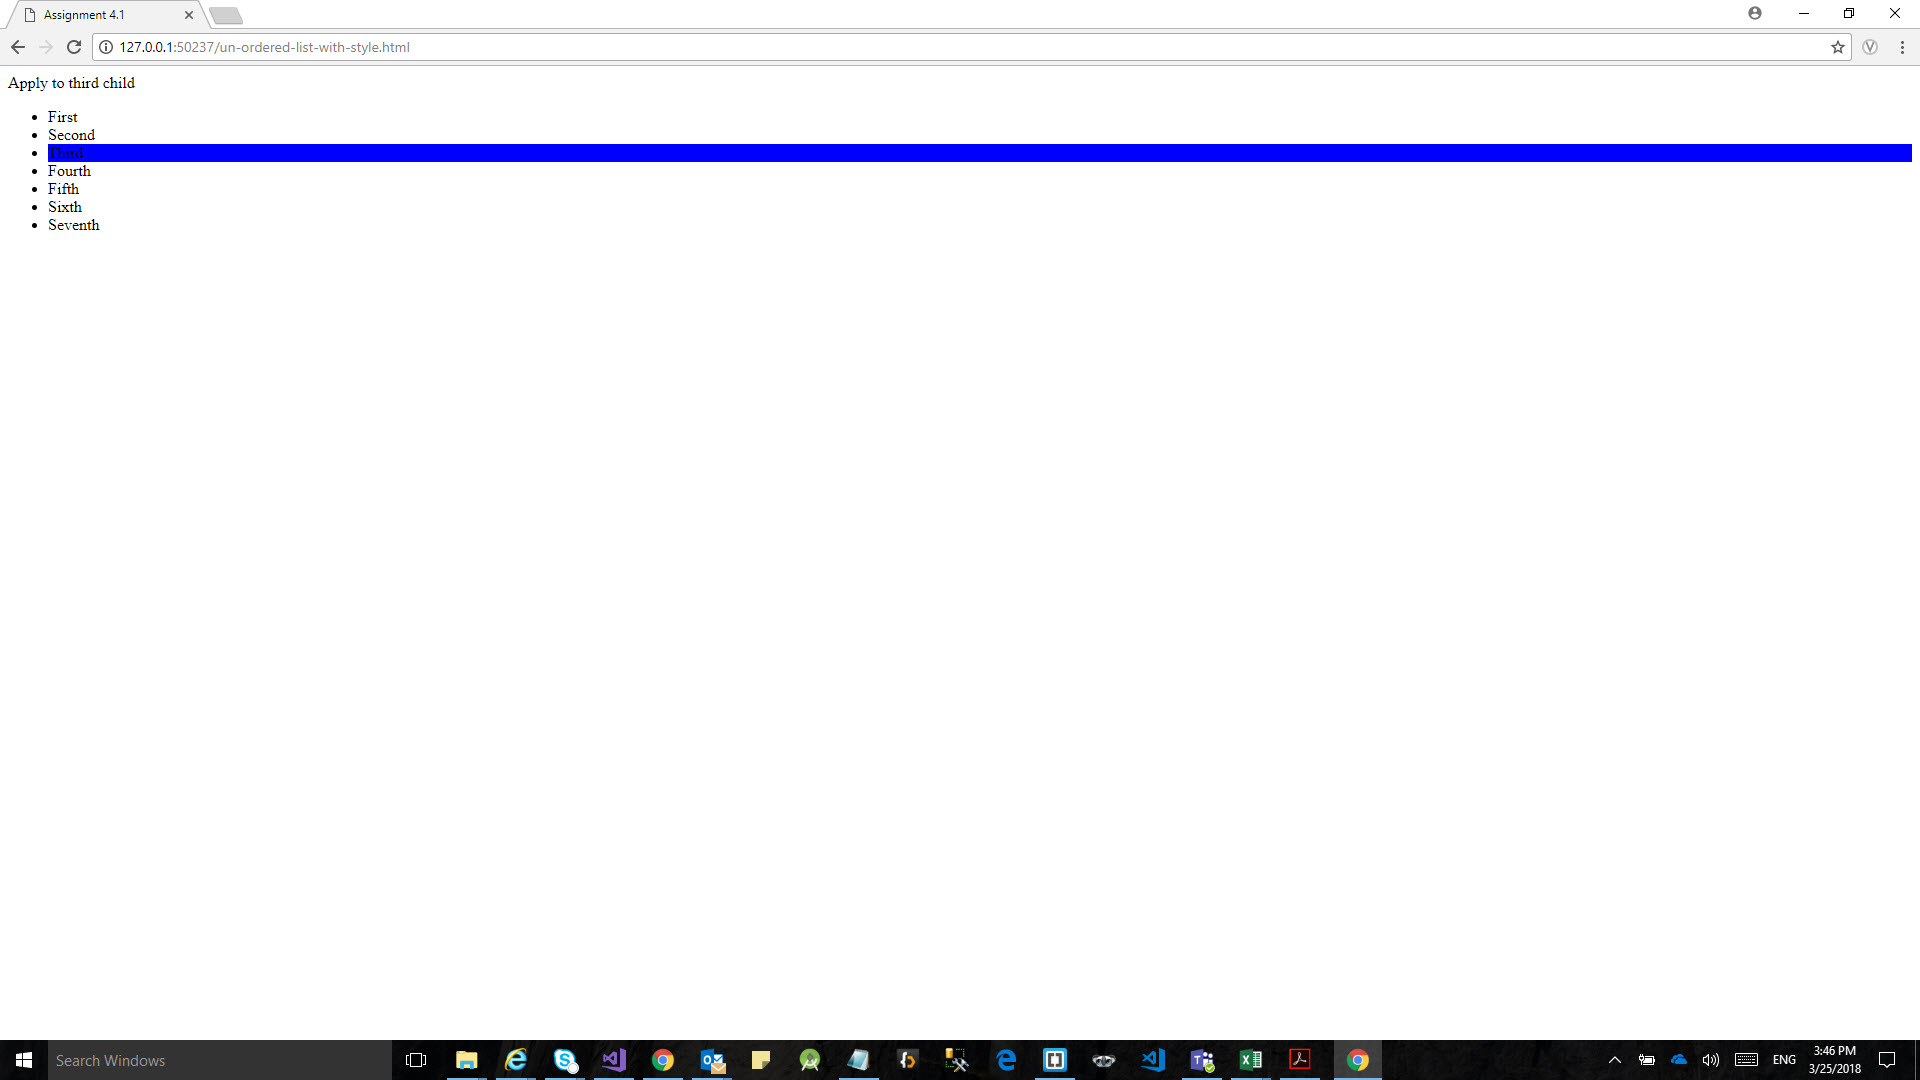 Assignment 4.1
127.0.0.1:50237/un-ordered-list-with-style.html
Apply to third child
First
Second
Third
Fourth
Fifth
Sixth
Seventh
Search Windows
ENG
3:46 PM
3/25/2018